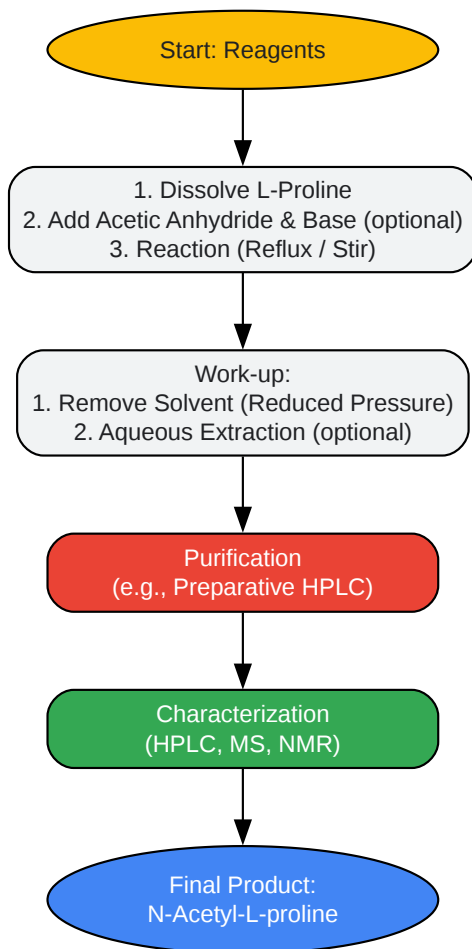 Start: Reagents
1. Dissolve L-Proline
2. Add Acetic Anhydride & Base (optional)
3. Reaction (Reflux / Stir)
Work-up:
1. Remove Solvent (Reduced Pressure)
2. Aqueous Extraction (optional)
Purification
(e.g., Preparative HPLC)
Characterization
(HPLC, MS, NMR)
Final Product:
N-Acetyl-L-proline